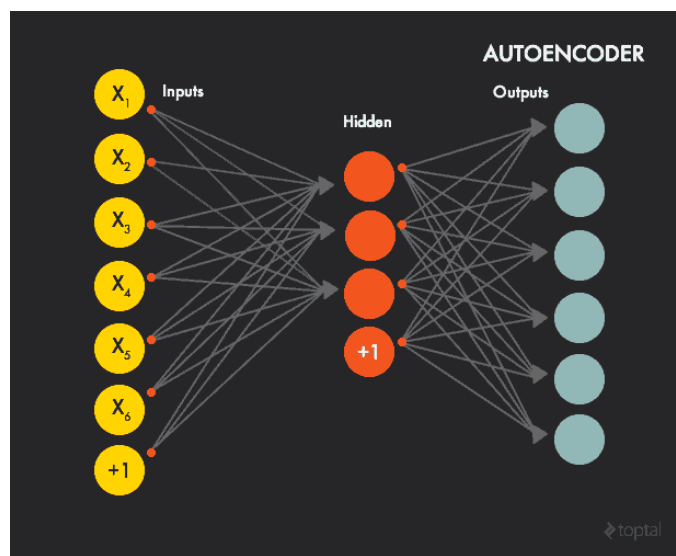 AUTOENCODER
Inputs
Outputs
Hidden
X1
X2
X3
X4
X5
X6
+1
+1
toptal